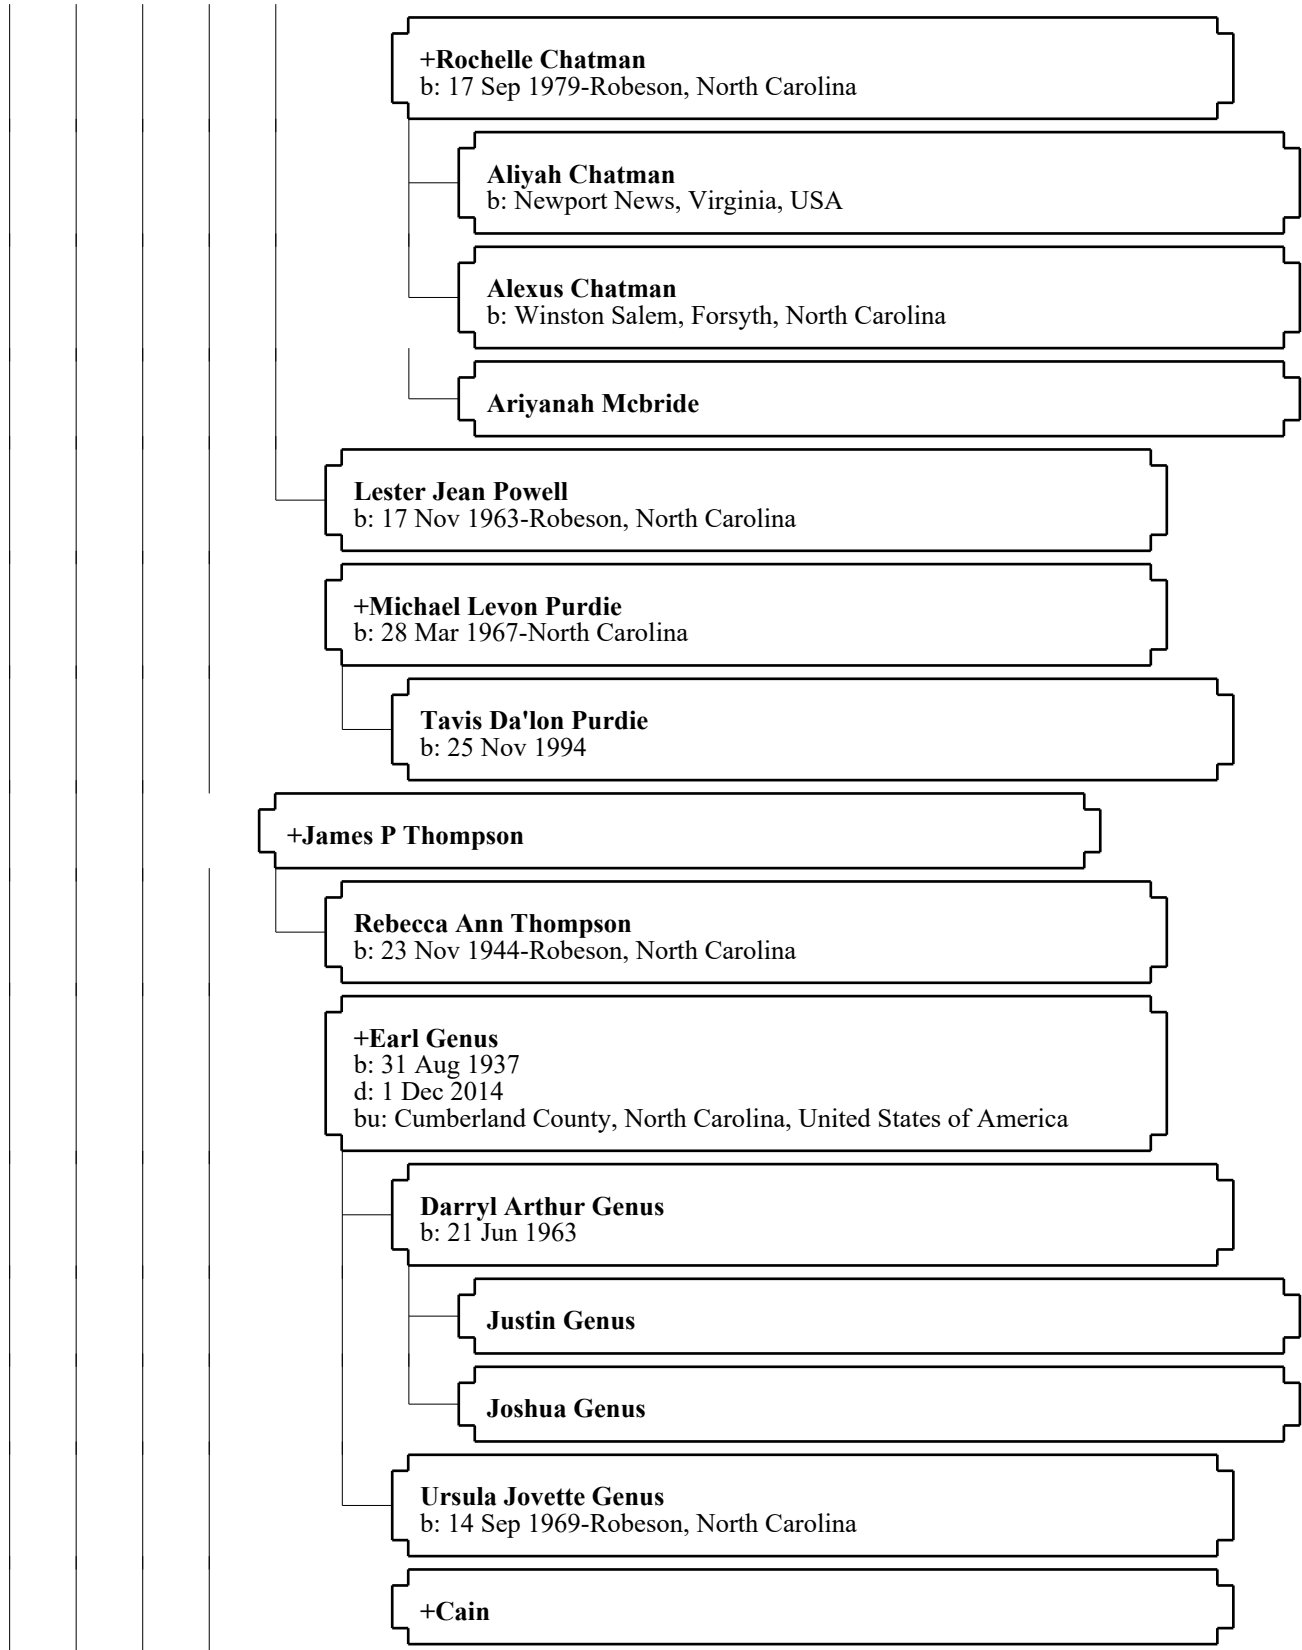 +Rochelle Chatman
b: 17 Sep 1979-Robeson, North Carolina
Aliyah Chatman
b: Newport News, Virginia, USA
Alexus Chatman
b: Winston Salem, Forsyth, North Carolina
Ariyanah Mcbride
Lester Jean Powell
b: 17 Nov 1963-Robeson, North Carolina
+Michael Levon Purdie
b: 28 Mar 1967-North Carolina
Tavis Da'lon Purdie
b: 25 Nov 1994
+James P Thompson
Rebecca Ann Thompson
b: 23 Nov 1944-Robeson, North Carolina
+Earl Genus
b: 31 Aug 1937
d: 1 Dec 2014
bu: Cumberland County, North Carolina, United States of America
Darryl Arthur Genus
b: 21 Jun 1963
Justin Genus
Joshua Genus
Ursula Jovette Genus
b: 14 Sep 1969-Robeson, North Carolina
+Cain